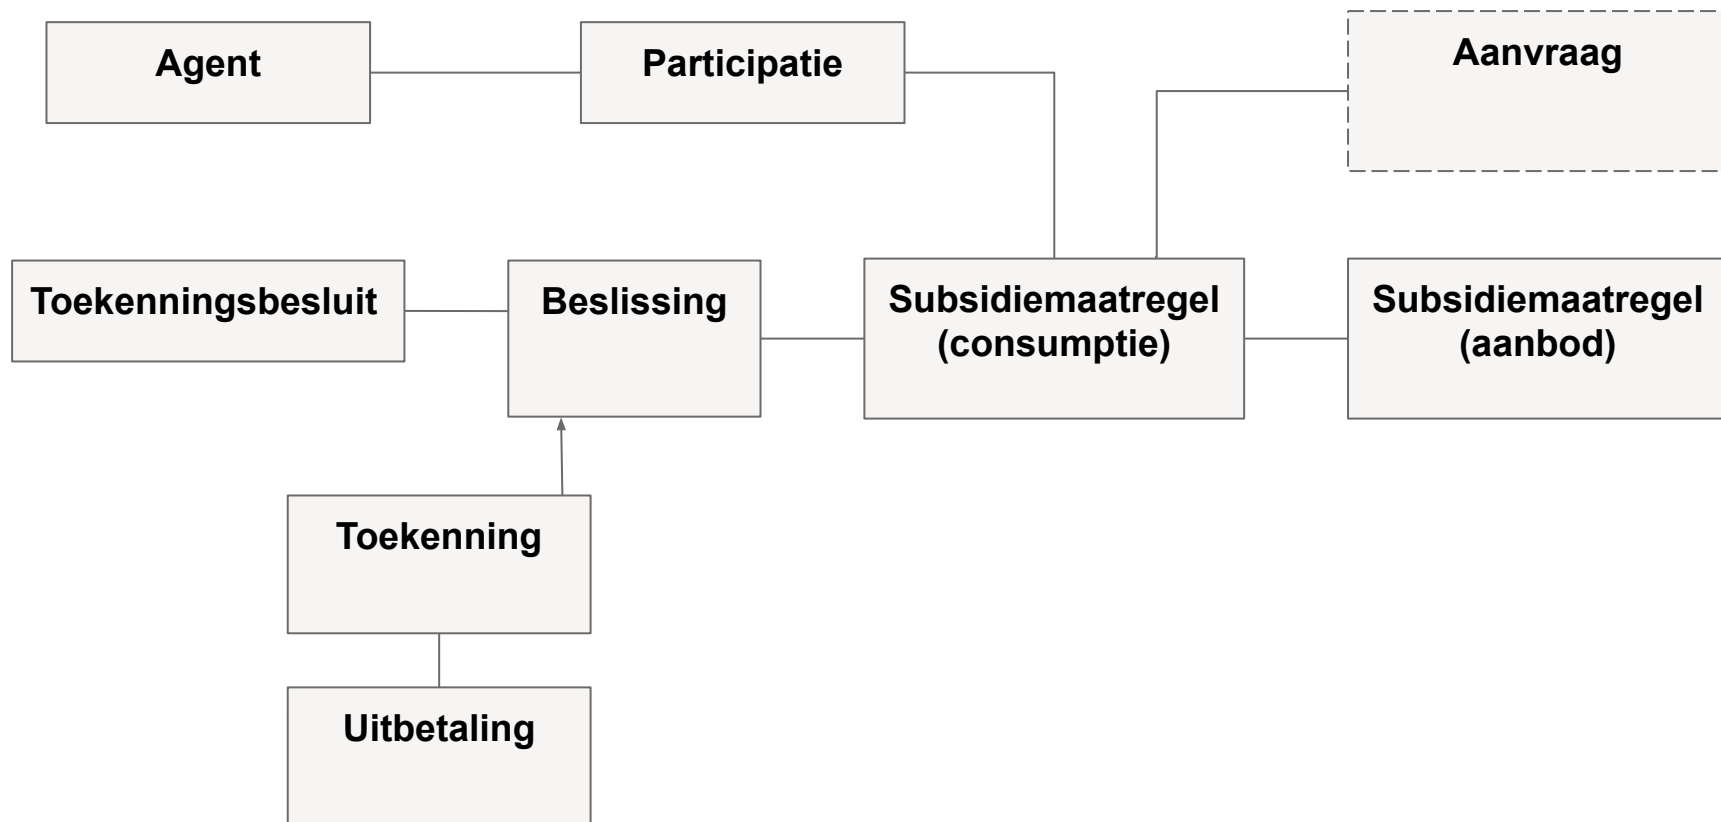 Agent
Participatie
Aanvraag
Toekenningsbesluit
Beslissing
Subsidiemaatregel
(consumptie)
Subsidiemaatregel
(aanbod)
Toekenning
Uitbetaling